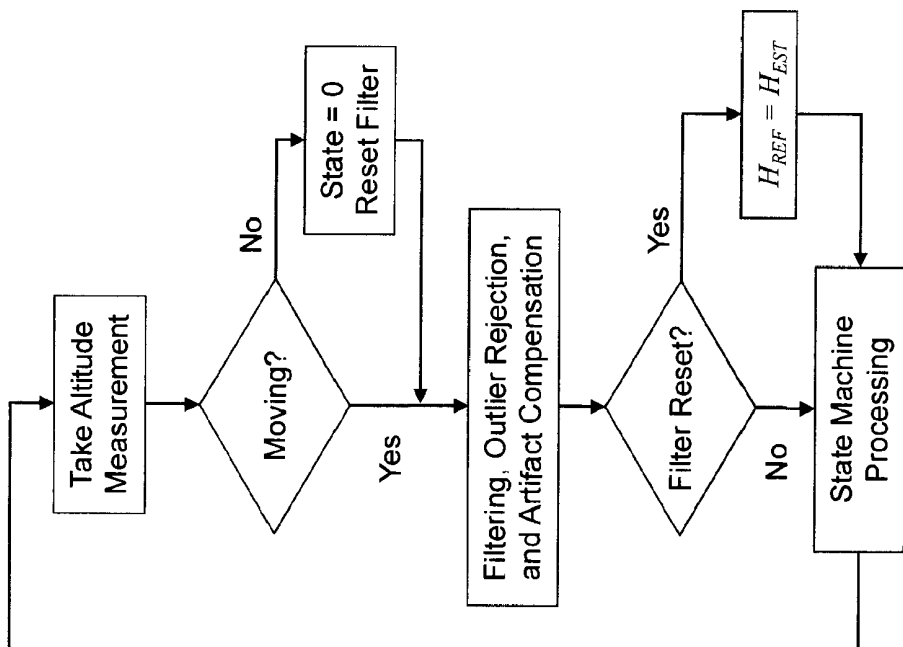 Take Altitude
Measurement
Moving?
No
State = 0
Reset Filter
Yes
Filtering, Outlier Rejection,
and Artifact Compensation
Filter Reset?
Yes
H_REF = H_EST
No
State Machine
Processing